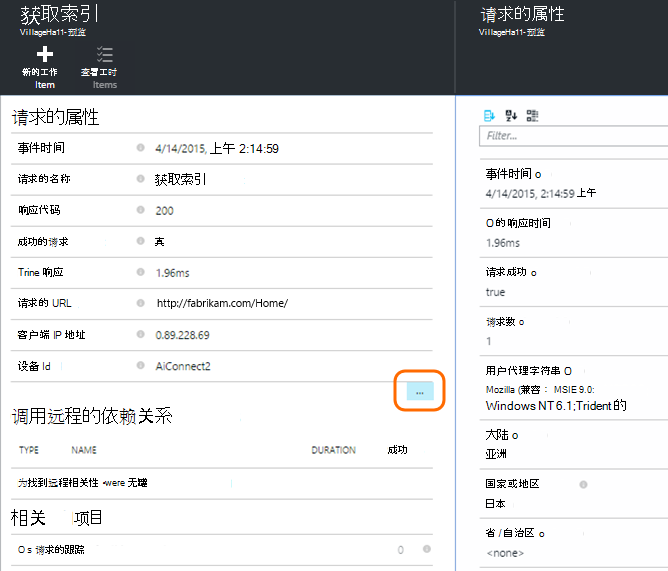 获取索引
VillageHa11-预览
新的工作
Item
查看工时
Items
请求的属性
事件时间 4/14/2015, 上午 2:14:59
请求的名称 获取索引
响应代码 200
成功的请求 真
Trine 响应 1.96ms
请求的 URL http://fabrikam.com/Home/
客户端 IP 地址 0.89.228.69
设备 Id AiConnect2
...
调用远程的依赖关系
TYPE NAME DURATION 成功
为找到远程相关性 -were 无罐
相关 项目
O s 请求的跟踪 0
请求的属性
VillageHa11-预览
Filter...
事件时间 o
4/14/2015, 2:14:59 上午
O 的响应时间
1.96ms
请求成功 o
true
请求数 o
1
用户代理字符串 O
Mozilla (兼容： MSIE 9.0;
Windows NT 6.1;Trident 的
大陆 o
亚洲
国家或地区
日本
省 /自治区 o
<none>